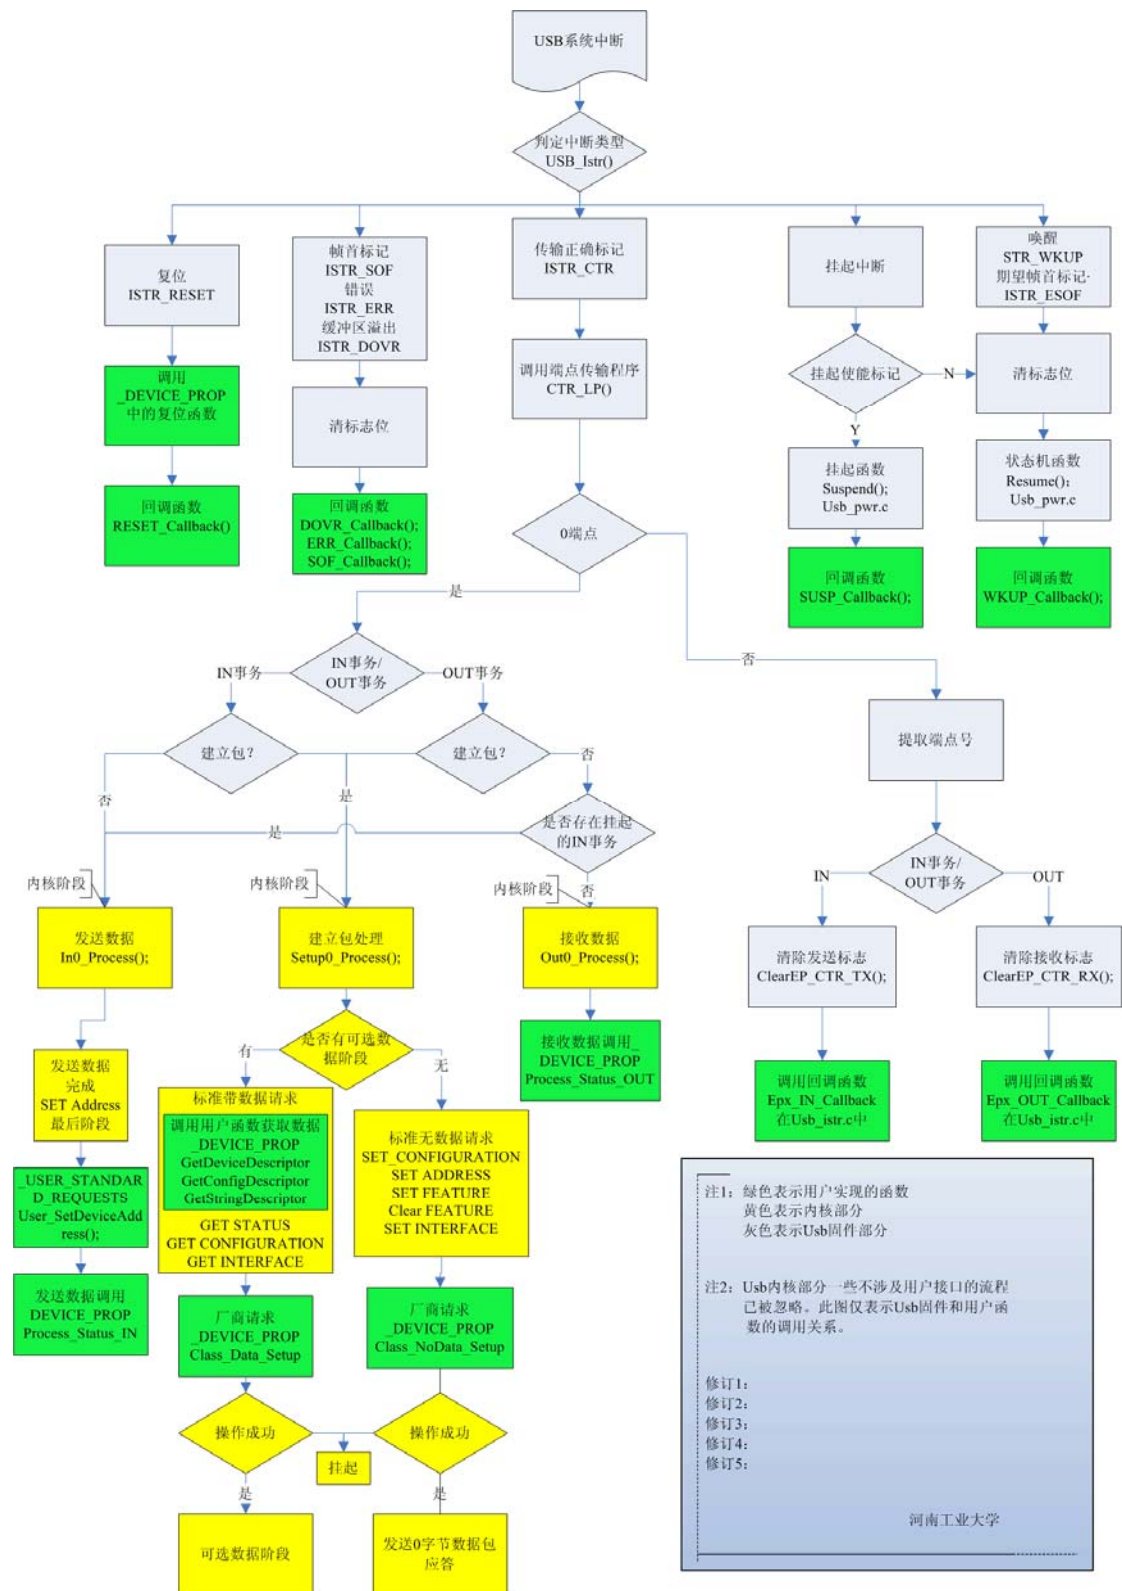 USB系统中断
判定中断类型
USB_Istr()
复位
ISTR_RESET
帧首标记
ISTR_SOF
错误
ISTR_ERR
缓冲区溢出
ISTR_DOVR
传输正确标记
ISTR_CTR
挂起中断
唤醒
STR_WKUP
期望帧首标记·
ISTR_ESOF
调用
_DEVICE_PROP
中的复位函数
清标志位
调用端点传输程序
CTR_LP()
挂起使能标记
N
清标志位
Y
回调函数
RESET_Callback()
回调函数
DOVR_Callback();
ERR_Callback();
SOF_Callback();
0端点
挂起函数
Suspend();
Usb_pwr.c
状态机函数
Resume();
Usb_pwr.c
回调函数
SUSP_Callback();
回调函数
WKUP_Callback();
是
否
IN事务
IN事务/
OUT事务
OUT事务
建立包?
建立包?
否
否
是
是
是否存在挂起
的IN事务
否
提取端点号
IN
IN事务/
OUT事务
OUT
内核阶段
内核阶段
内核阶段
发送数据
In0_Process();
建立包处理
Setup0_Process();
接收数据
Out0_Process();
清除发送标志
ClearEP_CTR_TX();
清除接收标志
ClearEP_CTR_RX();
是否有可选数
据阶段
有
无
接收数据调用_
DEVICE_PROP
Process_Status_OUT
调用回调函数
Epx_IN_Callback
在Usb_istr.c中
调用回调函数
Epx_OUT_Callback
在Usb_istr.c中
发送数据
完成
SET Address
最后阶段
标准带数据请求
调用用户函数获取数据
_DEVICE_PROP
GetDeviceDescriptor
GetConfigDescriptor
GetStringDescriptor
GET STATUS
GET CONFIGURATION
GET INTERFACE
标准无数据请求
SET_CONFIGURATION
SET ADDRESS
SET FEATURE
Clear FEATURE
SET INTERFACE
_USER_STANDAR
D_REQUESTS
User_SetDeviceAdd
ress();
发送数据调用
DEVICE_PROP
Process_Status_IN
厂商请求
_DEVICE_PROP
Class_Data_Setup
厂商请求
_DEVICE_PROP
Class_NoData_Setup
操作成功
操作成功
挂起
是
是
可选数据阶段
发送0字节数据包
应答
注1：绿色表示用户实现的函数
黄色表示内核部分
灰色表示Usb固件部分
注2：Usb内核部分一些不涉及用户接口的流程
已被忽略。此图仅表示Usb固件和用户函
数的调用关系。
修订1：
修订2：
修订3：
修订4：
修订5：
河南工业大学